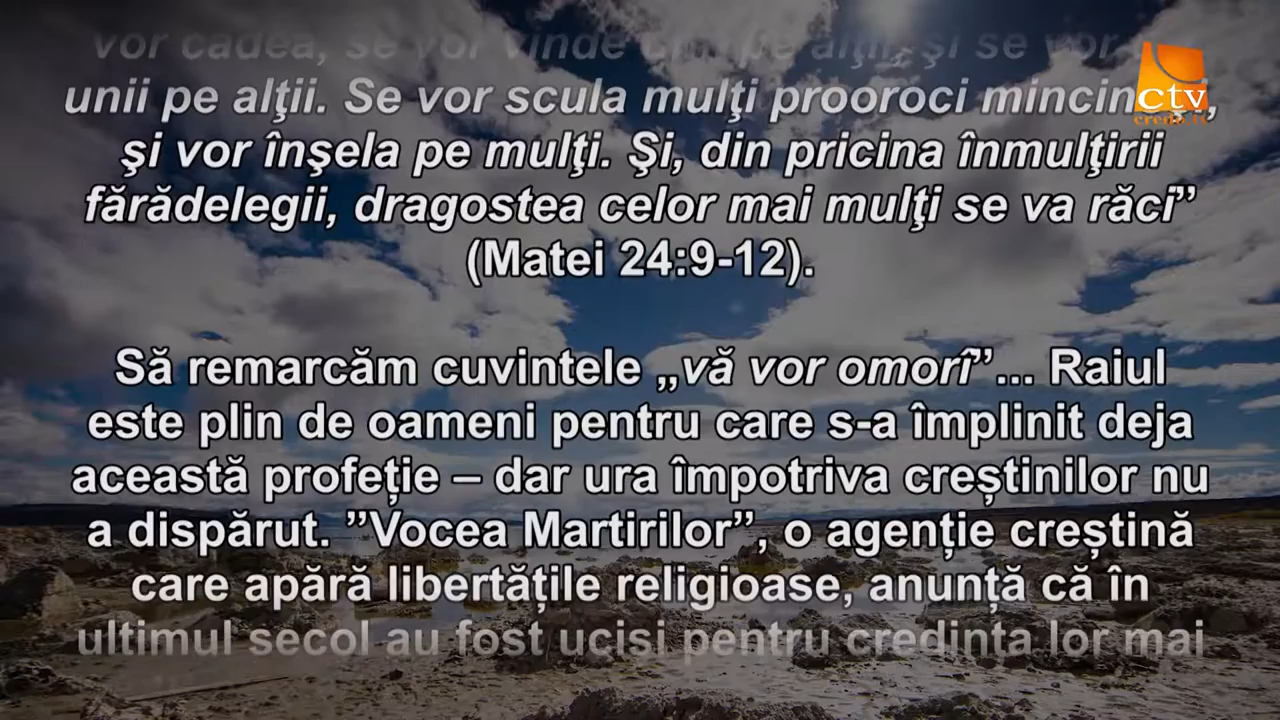 vor cădea, se vor vinde unii pe alţii, şi se vor
unii pe alţii. Se vor scula mulţi prooroci mincinoşi,
şi vor înşela pe mulţi. Şi, din pricina înmulţirii
fărădelegii, dragostea celor mai mulţi se va răci”
(Matei 24:9-12).
Să remarcăm cuvintele „vă vor omorî”... Raiul
este plin de oameni pentru care s-a împlinit deja
această profeție – dar ura împotriva creștinilor nu
a dispărut. ”Vocea Martirilor”, o agenție creștină
care apără libertățile religioase, anunță că în
ultimul secol au fost uciși pentru credința lor mai
ctv
credo.tv